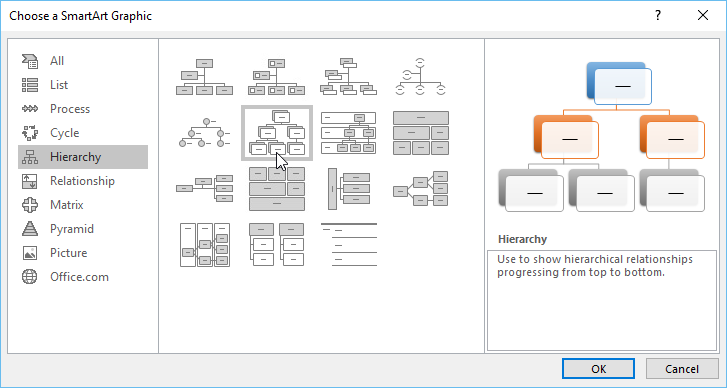 Choose a SmartArt Graphic
?
All
List
Process
Cycle
Hierarchy
Relationship
Matrix
Pyramid
Picture
Office.com
Hierarchy
Use to show hierarchical relationships
progressing from top to bottom.
OK
Cancel